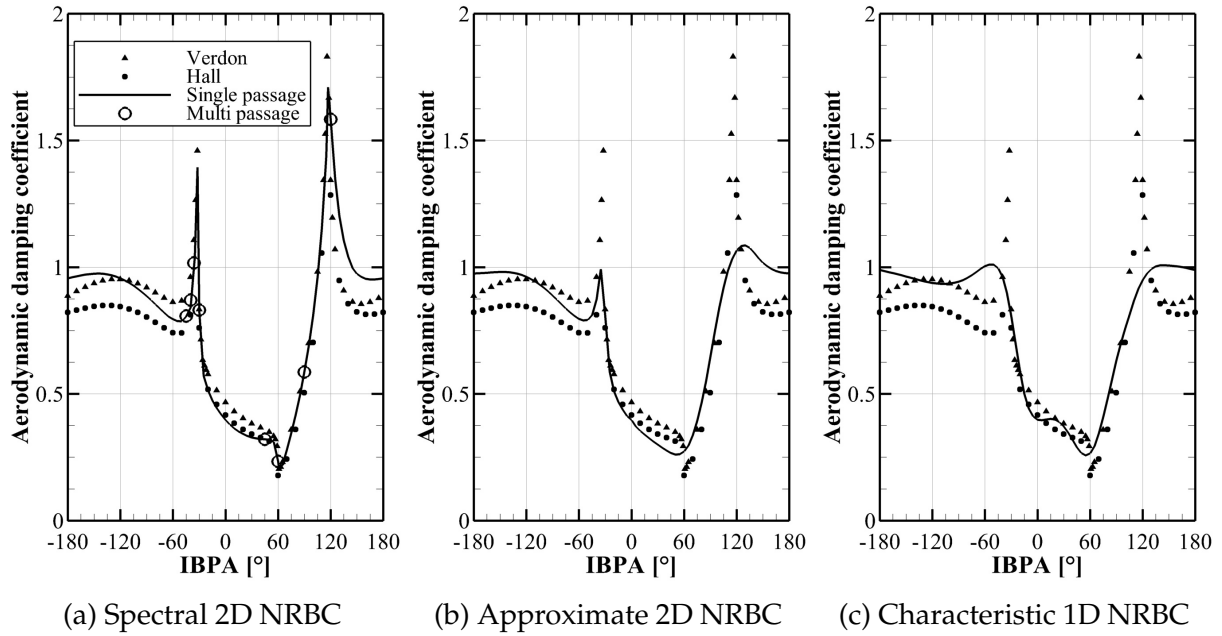 Aerodynamic damping coefficient
2
1.5
1
0.5
0
Verdon
Hall
Single passage
Multi passage
-180 -120 -60 0 60 120 180
IBPA [°]
(a) Spectral 2D NRBC
Aerodynamic damping coefficient
2
1.5
1
0.5
0
-180 -120 -60 0 60 120 180
IBPA [°]
(b) Approximate 2D NRBC
Aerodynamic damping coefficient
2
1.5
1
0.5
0
-180 -120 -60 0 60 120 180
IBPA [°]
(c) Characteristic 1D NRBC